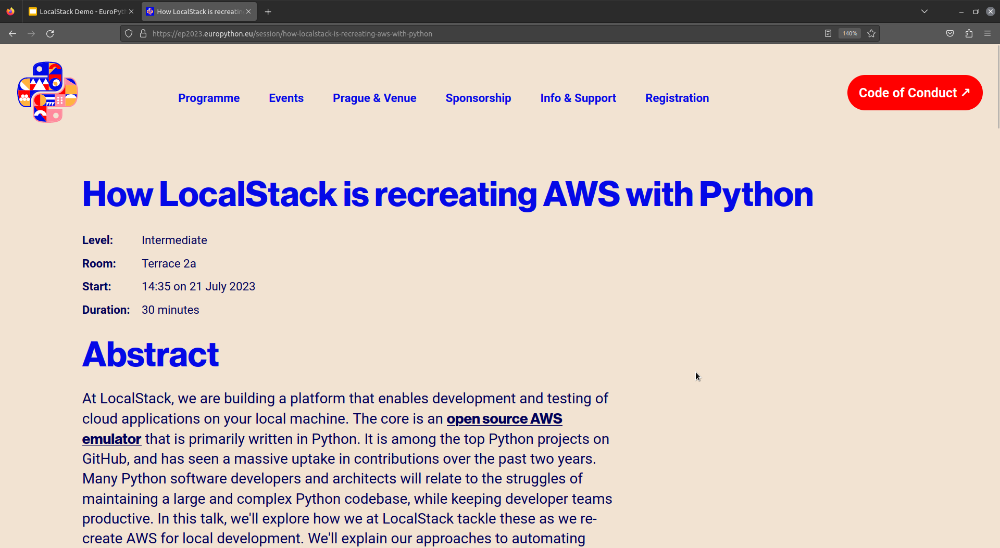 LocalStack Demo - EuroPyth
How LocalStack is recreatin
https://ep2023.europython.eu/session/how-localstack-is-recreating-aws-with-python
140%
Programme
Events
Prague & Venue
Sponsorship
Info & Support
Registration
Code of Conduct ↗
How LocalStack is recreating AWS with Python
Level: Intermediate
Room: Terrace 2a
Start: 14:35 on 21 July 2023
Duration: 30 minutes
Abstract
At LocalStack, we are building a platform that enables development and testing of
cloud applications on your local machine. The core is an open source AWS
emulator that is primarily written in Python. It is among the top Python projects on
GitHub, and has seen a massive uptake in contributions over the past two years.
Many Python software developers and architects will relate to the struggles of
maintaining a large and complex Python codebase, while keeping developer teams
productive. In this talk, we'll explore how we at LocalStack tackle these as we re-
create AWS for local development. We'll explain our approaches to automating